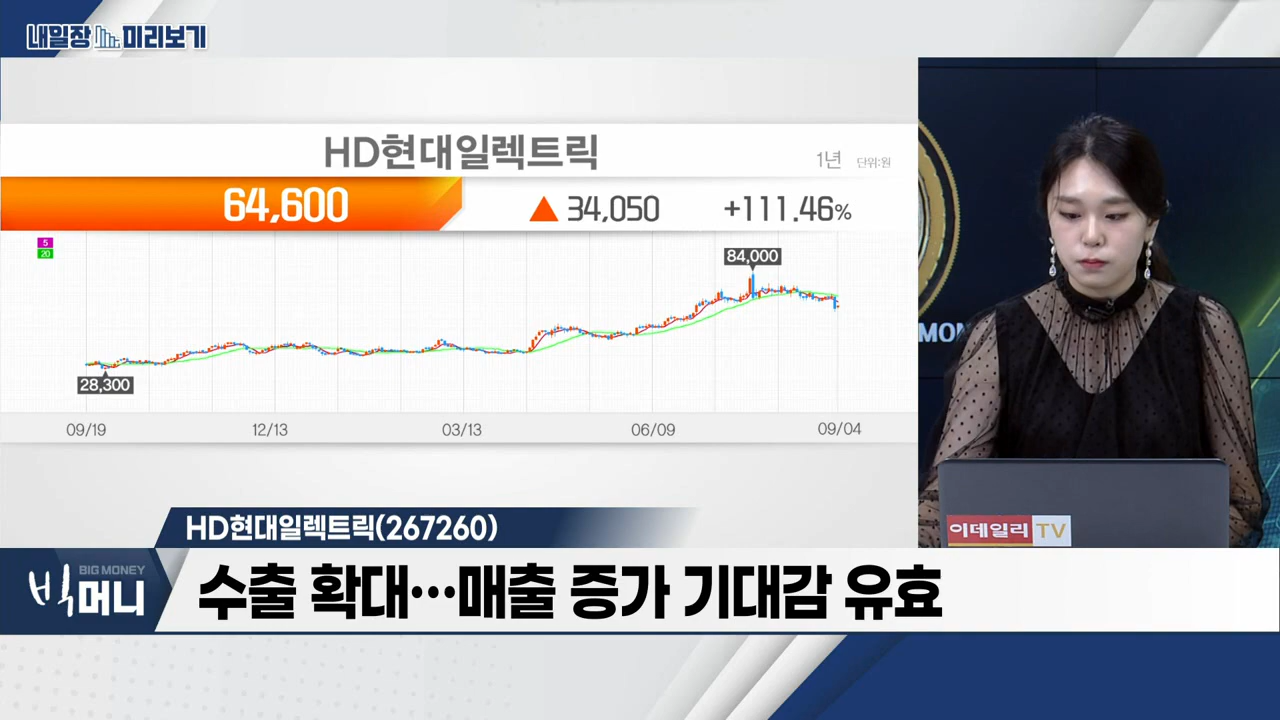 내일장 미리보기
HD현대일렉트릭
1년 단위:원
64,600 ▲ 34,050 +111.46%
5
20
84,000
28,300
09/19 12/13 03/13 06/09 09/04
MON
이데일리 TV
HD현대일렉트릭(267260)
BIG MONEY
빅머니
수출 확대…매출 증가 기대감 유효